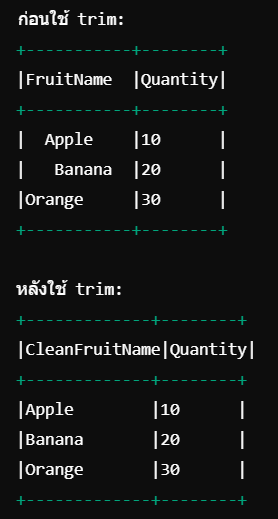 ก่อนใช้ trim:
+-----------+--------+
|FruitName  |Quantity|
+-----------+--------+
|  Apple    |10      |
|   Banana  |20      |
|Orange     |30      |
+-----------+--------+

หลังใช้ trim:
+--------------+--------+
|CleanFruitName|Quantity|
+--------------+--------+
|Apple         |10      |
|Banana        |20      |
|Orange        |30      |
+--------------+--------+